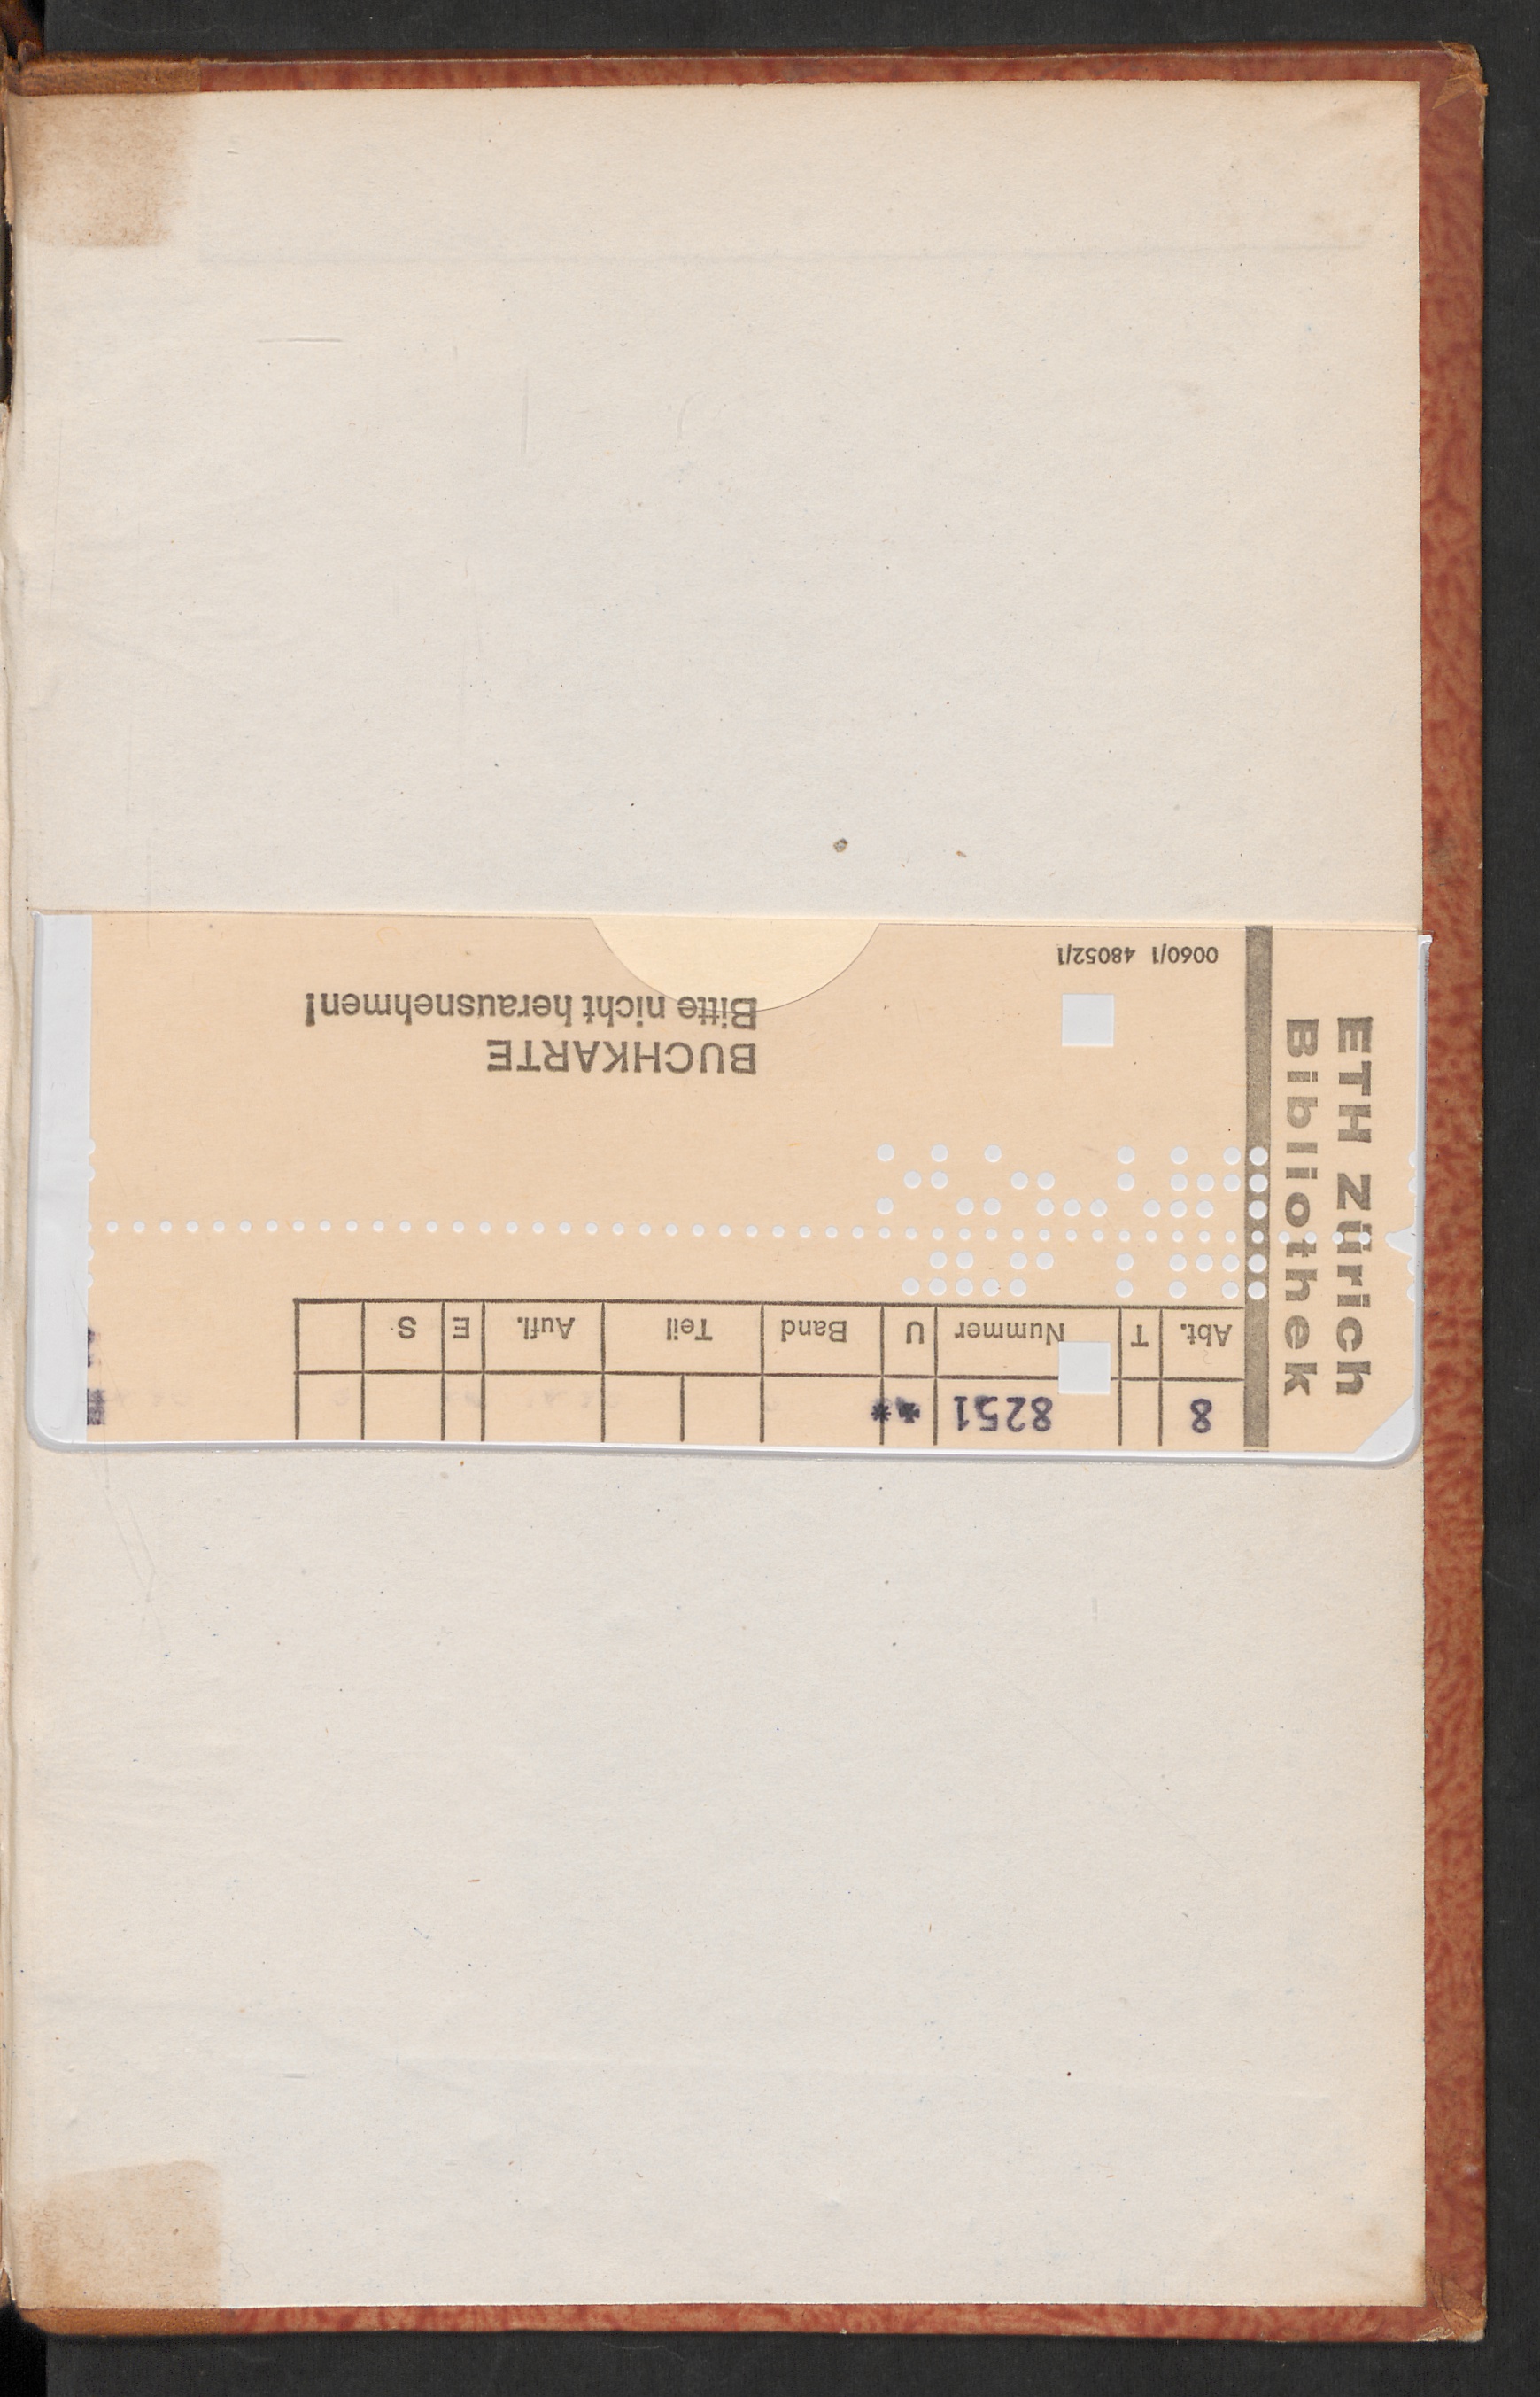 ETH Zürich
Bibliothek
8 8251 **
Abt. T Nummer U Band Teil Aufl. E S
BUCHKARTE
Bitte nicht herausnehmen!
0060/1 48052/1